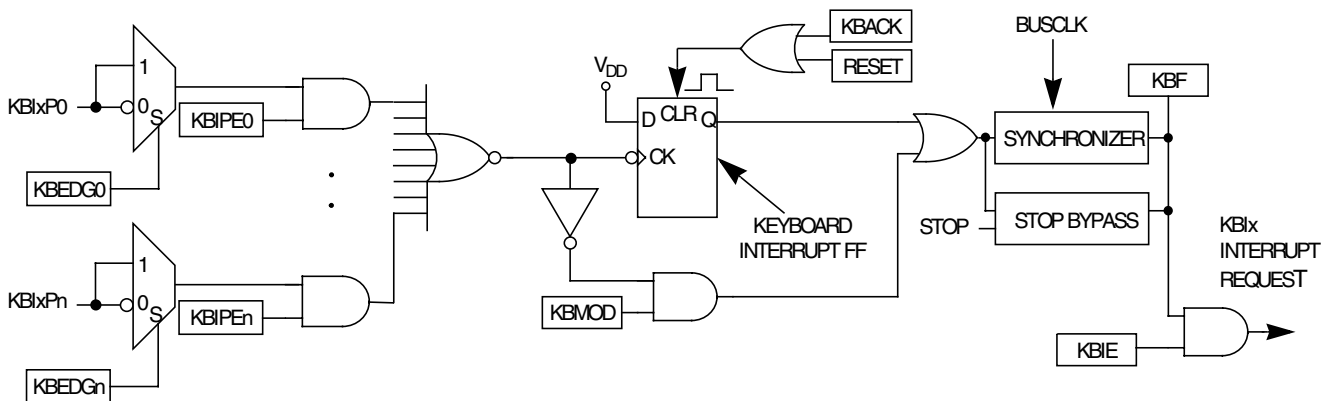 KBIxP0
1
0
S
KBIPE0
KBEDG0
KBIxPn
1
0
S
KBIPEn
KBEDGn
VDD
D
CLR
Q
CK
KBACK
RESET
KEYBOARD
INTERRUPT FF
KBMOD
BUSCLK
SYNCHRONIZER
KBF
STOP
STOP BYPASS
KBIx
INTERRUPT
REQUEST
KBIE